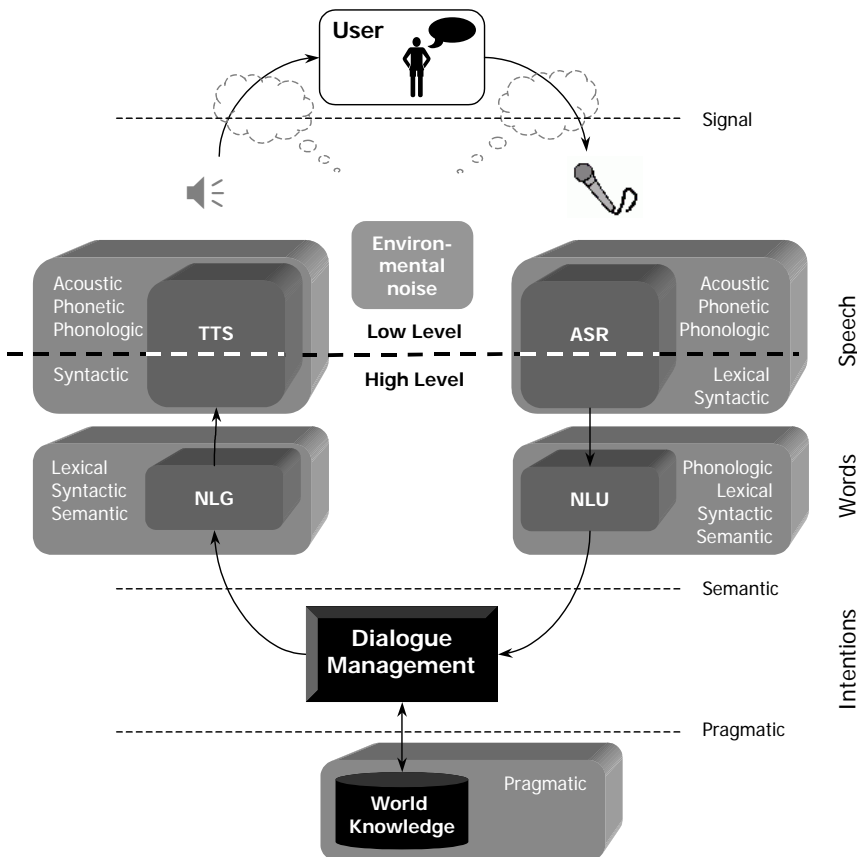 User
Signal
Environ-
mental
noise
Acoustic
Phonetic
Phonologic
TTS
Syntactic
Low Level
High Level
ASR
Acoustic
Phonetic
Phonologic
Lexical
Syntactic
Speech
Lexical
Syntactic
Semantic
NLG
NLU
Phonologic
Lexical
Syntactic
Semantic
Words
Semantic
Dialogue
Management
Intentions
Pragmatic
World
Knowledge
Pragmatic